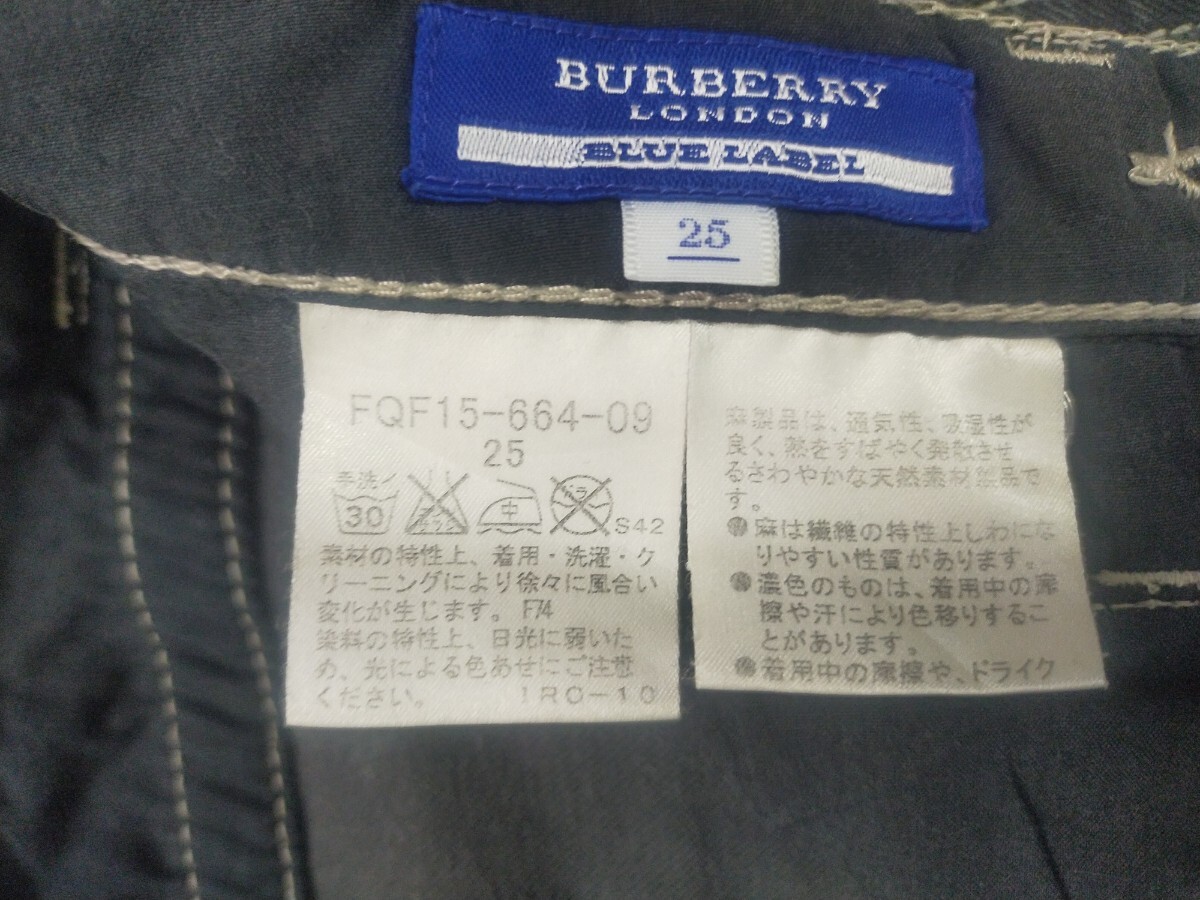 BURBERRY
LONDON
BLUE LABEL
25
FQF15-664-09
25
手洗イ
30
エンソ
中
ドライ
S42
素材の特性上、着用・洗濯・ク
リーニングにより徐々に風合い
変化が生じます。 F74
染料の特性上、日光に弱いた
め、光による色あせにご注意
ください。 IRO-10
麻製品は、通気性、吸湿性が
良く、熱をすばやく発散させ
るさわやかな天然素材製品で
す。
麻は繊維の特性上しわにな
りやすい性質があります。
濃色のものは、着用中の摩
擦や汗により色移りするこ
とがあります。
着用中の摩擦や、ドライク